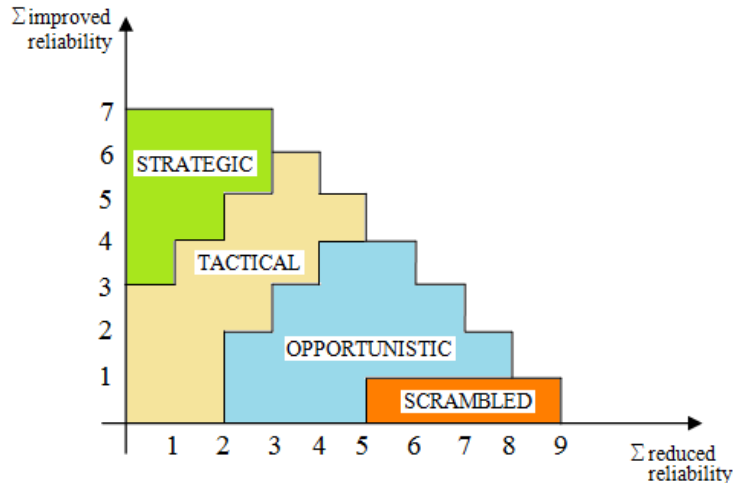 Σ improved
reliability
7
6
STRATEGIC
5
4
TACTICAL
3
2
OPPORTUNISTIC
1
SCRAMBLED
1 2 3 4 5 6 7 8 9
Σ reduced
reliability